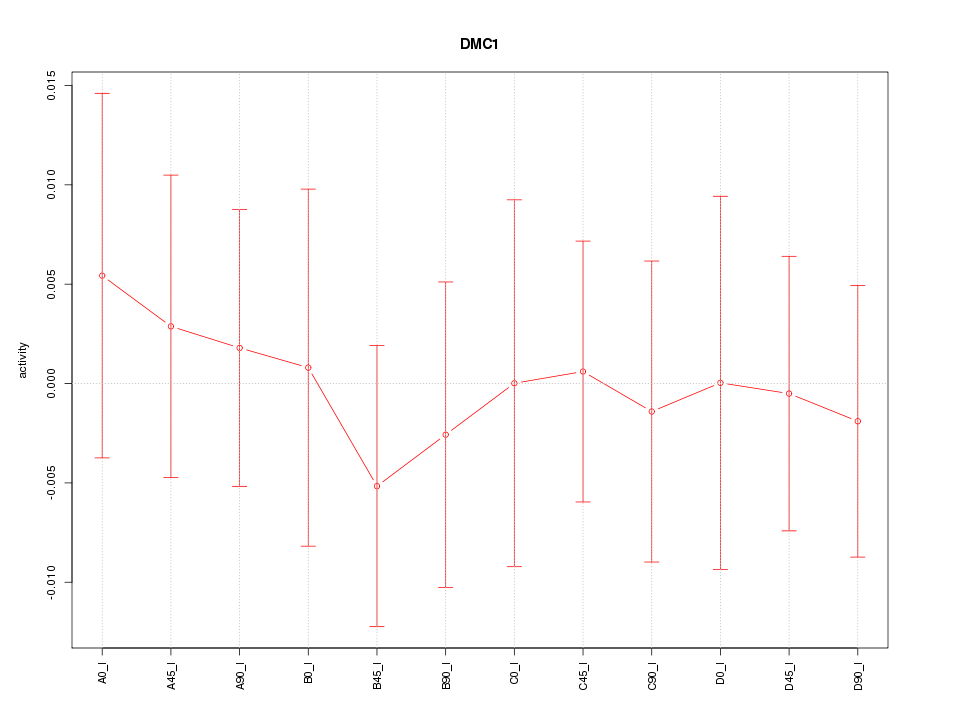 DMC1
activity
0.015
0.010
0.005
0.000
-0.005
-0.010
A0_I
A45_I
A90_I
B0_I
B45_I
B90_I
C0_I
C45_I
C90_I
D0_I
D45_I
D90_I